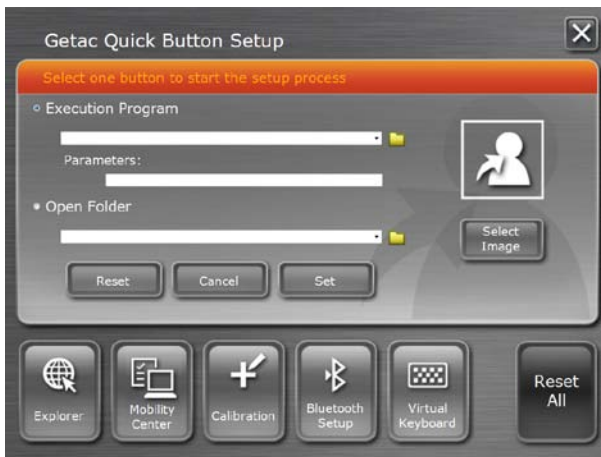 Getac Quick Button Setup
Select one button to start the setup process
Execution Program
Parameters:
Open Folder
Select
Image
Reset
Cancel
Set
Explorer
Mobility
Center
Calibration
Bluetooth
Setup
Virtual
Keyboard
Reset
All